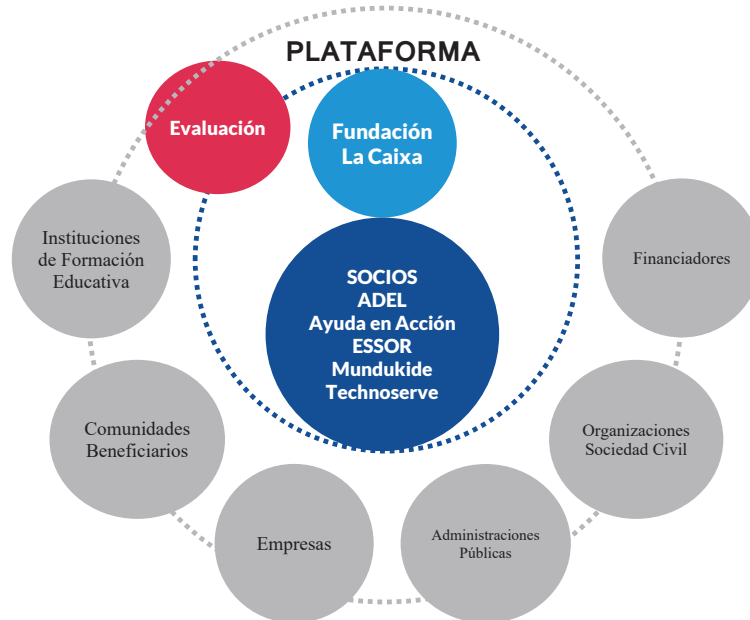 PLATAFORMA
Evaluación
Fundación
La Caixa
Instituciones
de Formación
Educativa
Financiadores
SOCIOS
ADEL
Ayuda en Acción
ESSOR
Mundukide
Technoserve
Comunidades
Beneficiarios
Organizaciones
Sociedad Civil
Empresas
Administraciones
Públicas